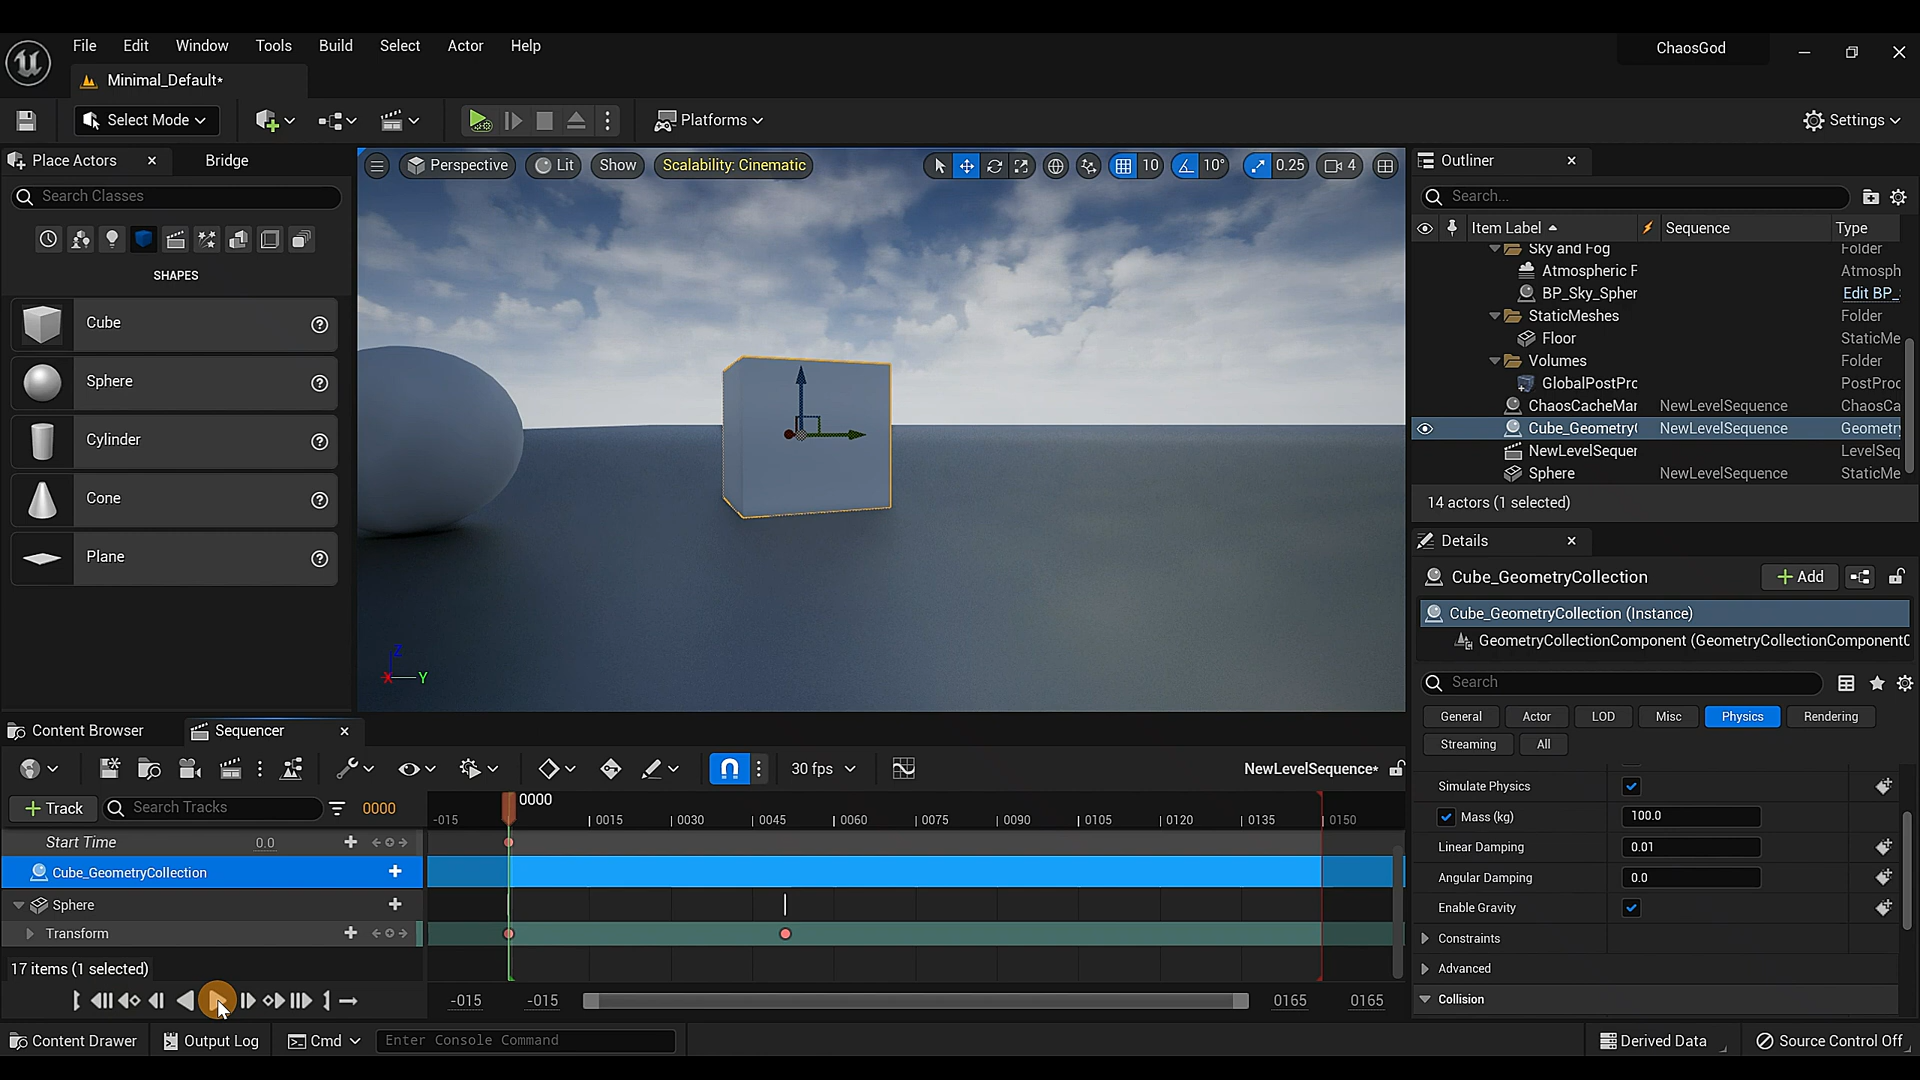 File Edit Window Tools Build Select Actor Help
ChaosGod
Minimal_Default*
Select Mode
Platforms
Settings
Place Actors
Bridge
Search Classes
SHAPES
Cube
Sphere
Cylinder
Cone
Plane
Perspective Lit Show Scalability: Cinematic 10 10° 0.25 4
Z
X Y
Outliner
Search...
Item Label Sequence Type
Sky and Fog Folder
Atmospheric F Atmosph
BP_Sky_Spher Edit BP_
StaticMeshes Folder
Floor StaticMe
Volumes Folder
GlobalPostPrc PostProc
ChaosCacheMar NewLevelSequence ChaosCa
Cube_Geometry( NewLevelSequence Geometry
NewLevelSequer LevelSeq
Sphere NewLevelSequence StaticMe
14 actors (1 selected)
Details
Cube_GeometryCollection
+ Add
Cube_GeometryCollection (Instance)
GeometryCollectionComponent (GeometryCollectionComponentC
Search
General Actor LOD Misc Physics Rendering
Streaming All
Simulate Physics
Mass (kg) 100.0
Linear Damping 0.01
Angular Damping 0.0
Enable Gravity
Constraints
Advanced
Collision
Content Browser
Sequencer
30 fps
NewLevelSequence*
+ Track
Search Tracks
0000
0000
-015 0015 0030 0045 0060 0075 0090 0105 0120 0135 0150
Start Time 0.0
Cube_GeometryCollection
Sphere
Transform
17 items (1 selected)
-015 -015 0165 0165
Content Drawer
Output Log
Cmd
Enter Console Command
Derived Data
Source Control Off